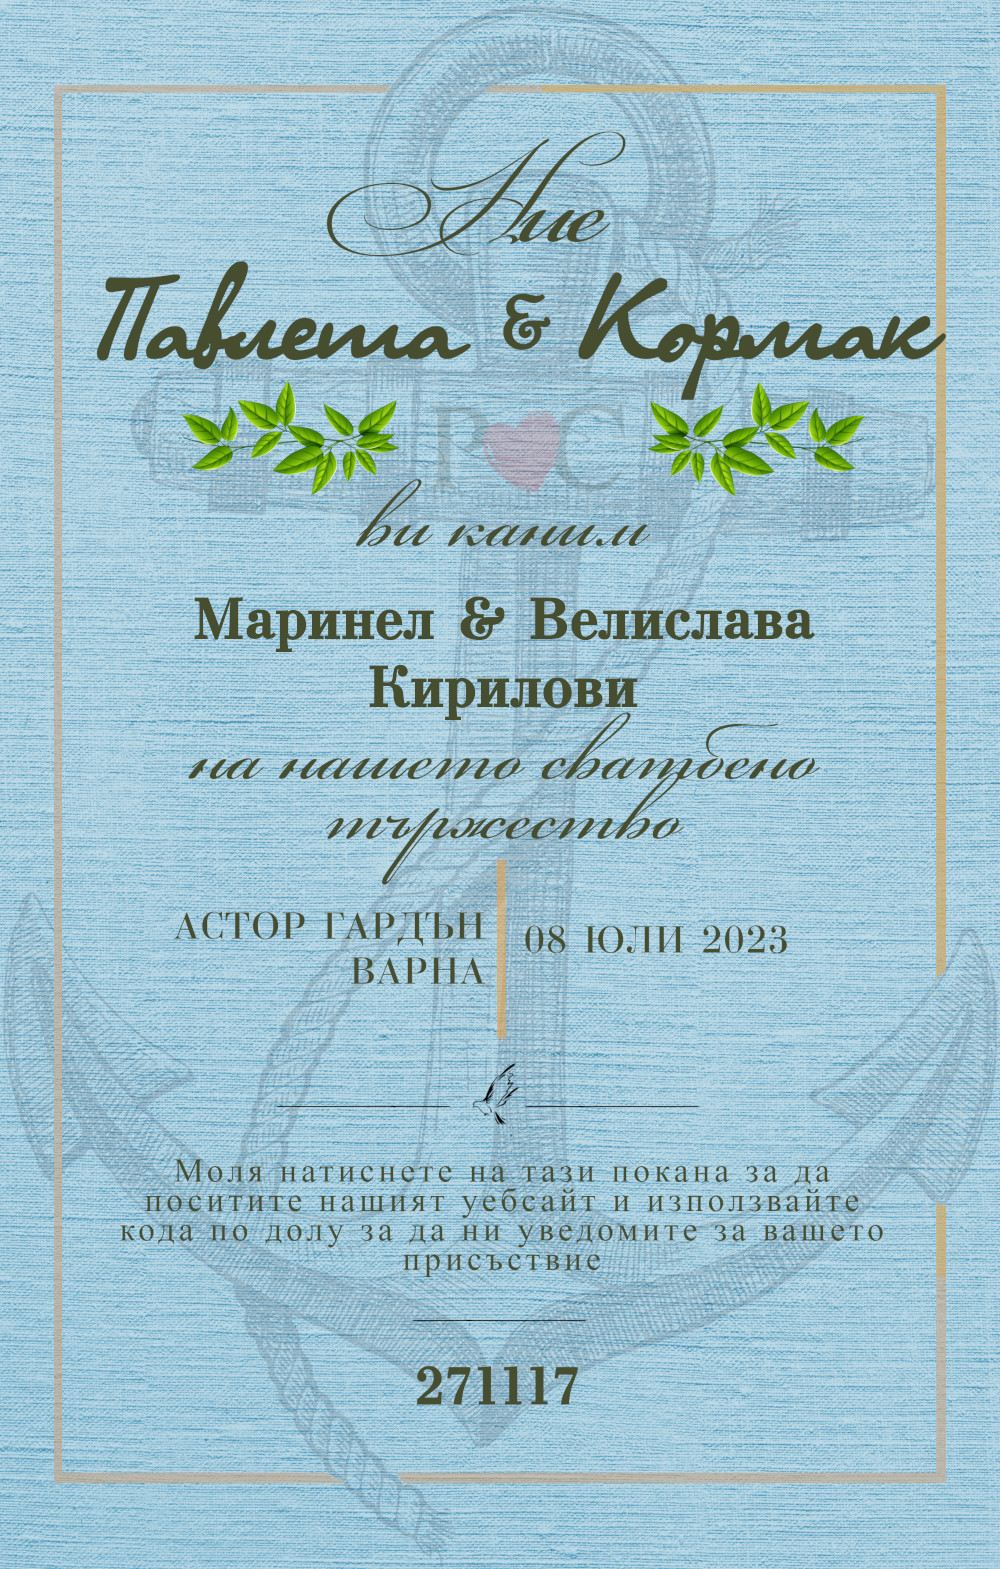 Ние
Павлета & Кормак
P C
ви каним
Маринел & Велислава
Кирилови
на нашето сватбено
тържество
АСТОР ГАРДЪН
ВАРНА
08 ЮЛИ 2023
Моля натиснете на тази покана за да
поситите нашият уебсайт и използвайте
кода по долу за да ни уведомите за вашето
присъствие
271117